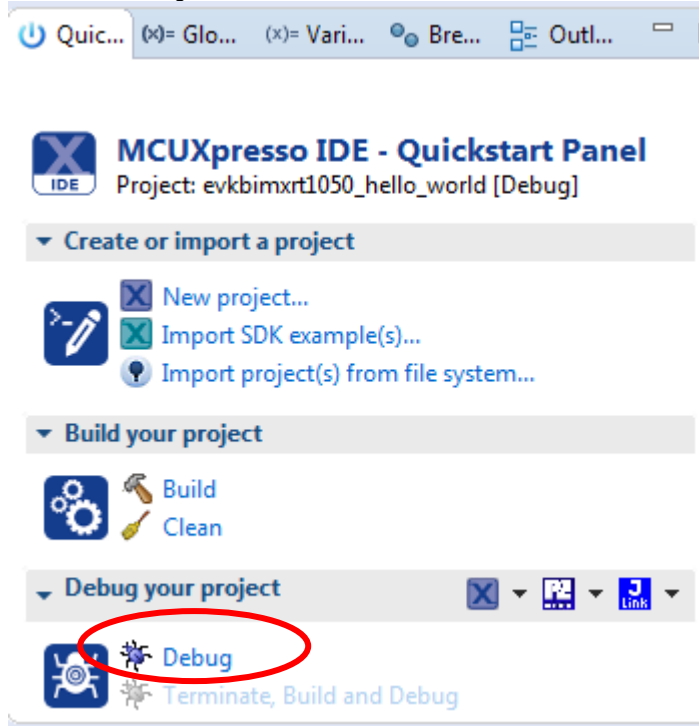 Quic... (x)= Glo... (x)= Vari... Bre... Outl...
MCUXpresso IDE - Quickstart Panel
IDE
Project: evkbimxrt1050_hello_world [Debug]
Create or import a project
New project...
Import SDK example(s)...
Import project(s) from file system...
Build your project
Build
Clean
Debug your project
J
Link
Debug
Terminate, Build and Debug